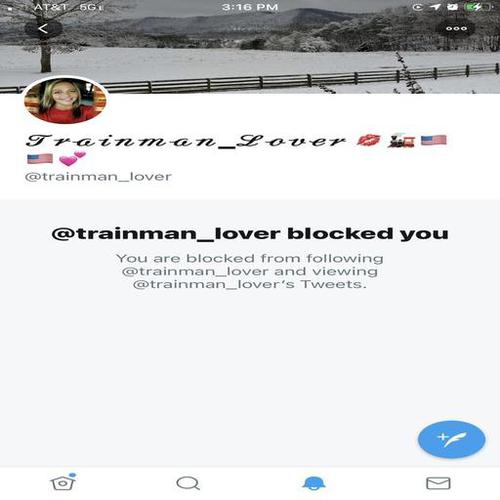 AT&T 5GE 3:16 PM
𝒯𝓇𝒶𝒾𝓃𝓂𝒶𝓃_ℒ𝑜𝓋𝑒𝓇 💋🚂🇺🇸
🇺🇸💕
@trainman_lover
@trainman_lover blocked you
You are blocked from following
@trainman_lover and viewing
@trainman_lover's Tweets.